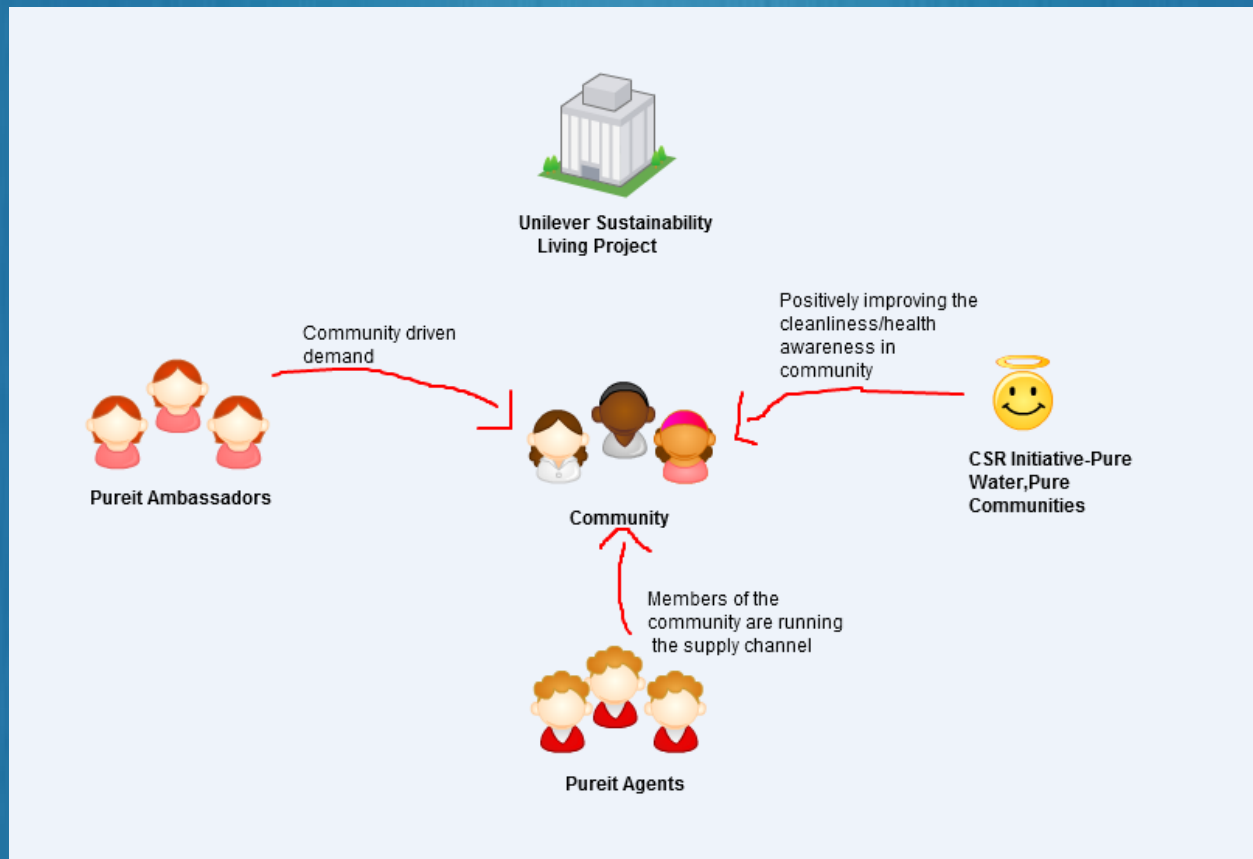 Unilever Sustainability
Living Project
Community driven
demand
Positively improving the
cleanliness/health
awareness in
community
Pureit Ambassadors
Community
CSR Initiative-Pure
Water,Pure
Communities
Members of the
community are running
the supply channel
Pureit Agents